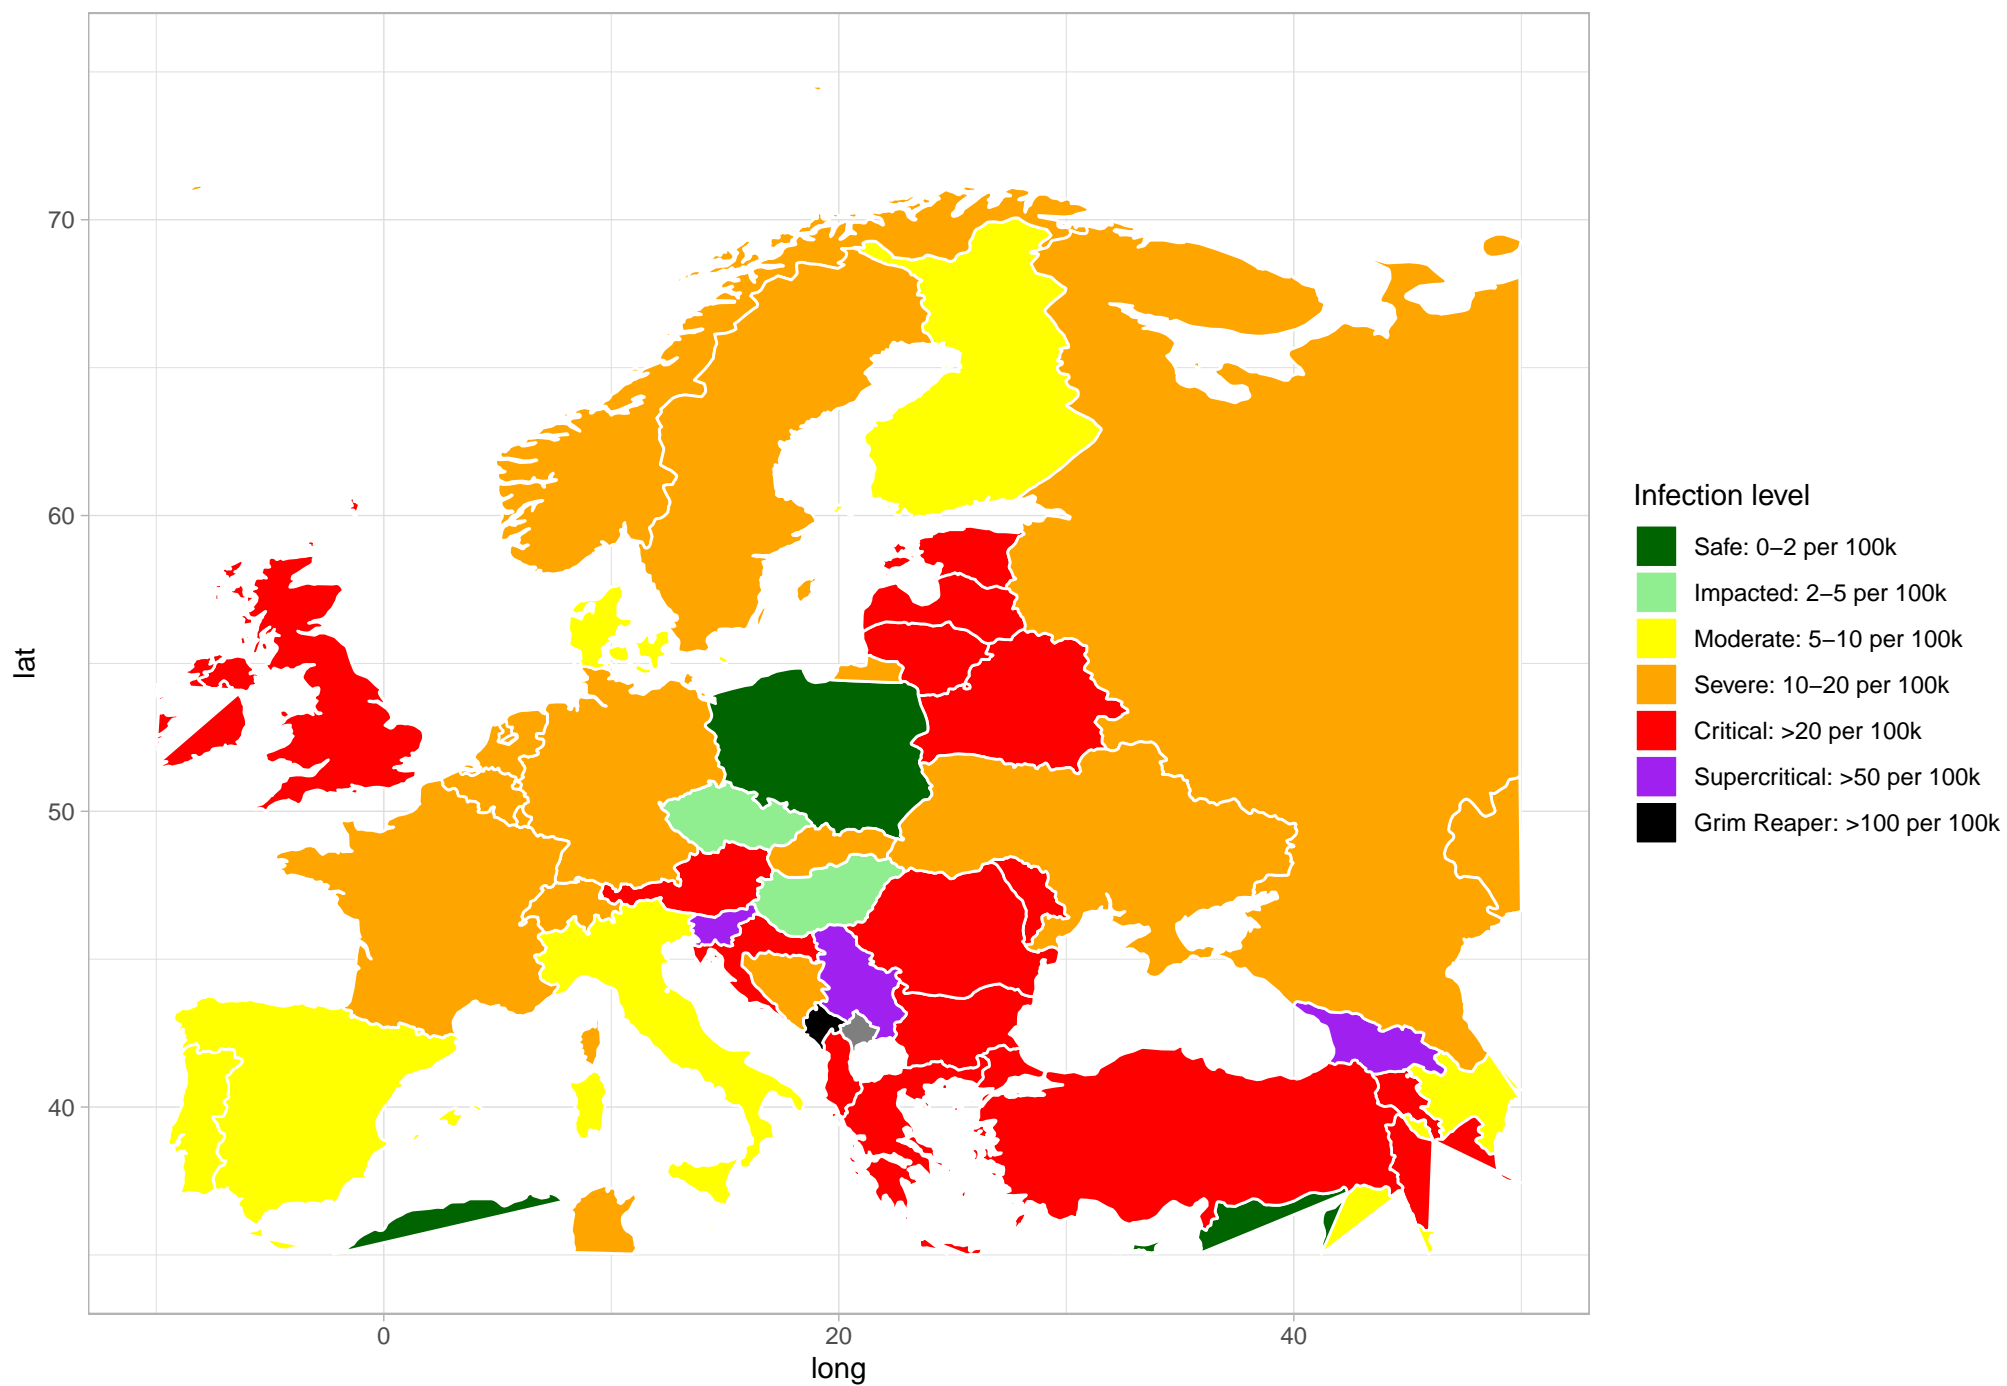 70
60
50
40
lat
0
20
40
long
Infection level
Safe: 0–2 per 100k
Impacted: 2–5 per 100k
Moderate: 5–10 per 100k
Severe: 10–20 per 100k
Critical: >20 per 100k
Supercritical: >50 per 100k
Grim Reaper: >100 per 100k